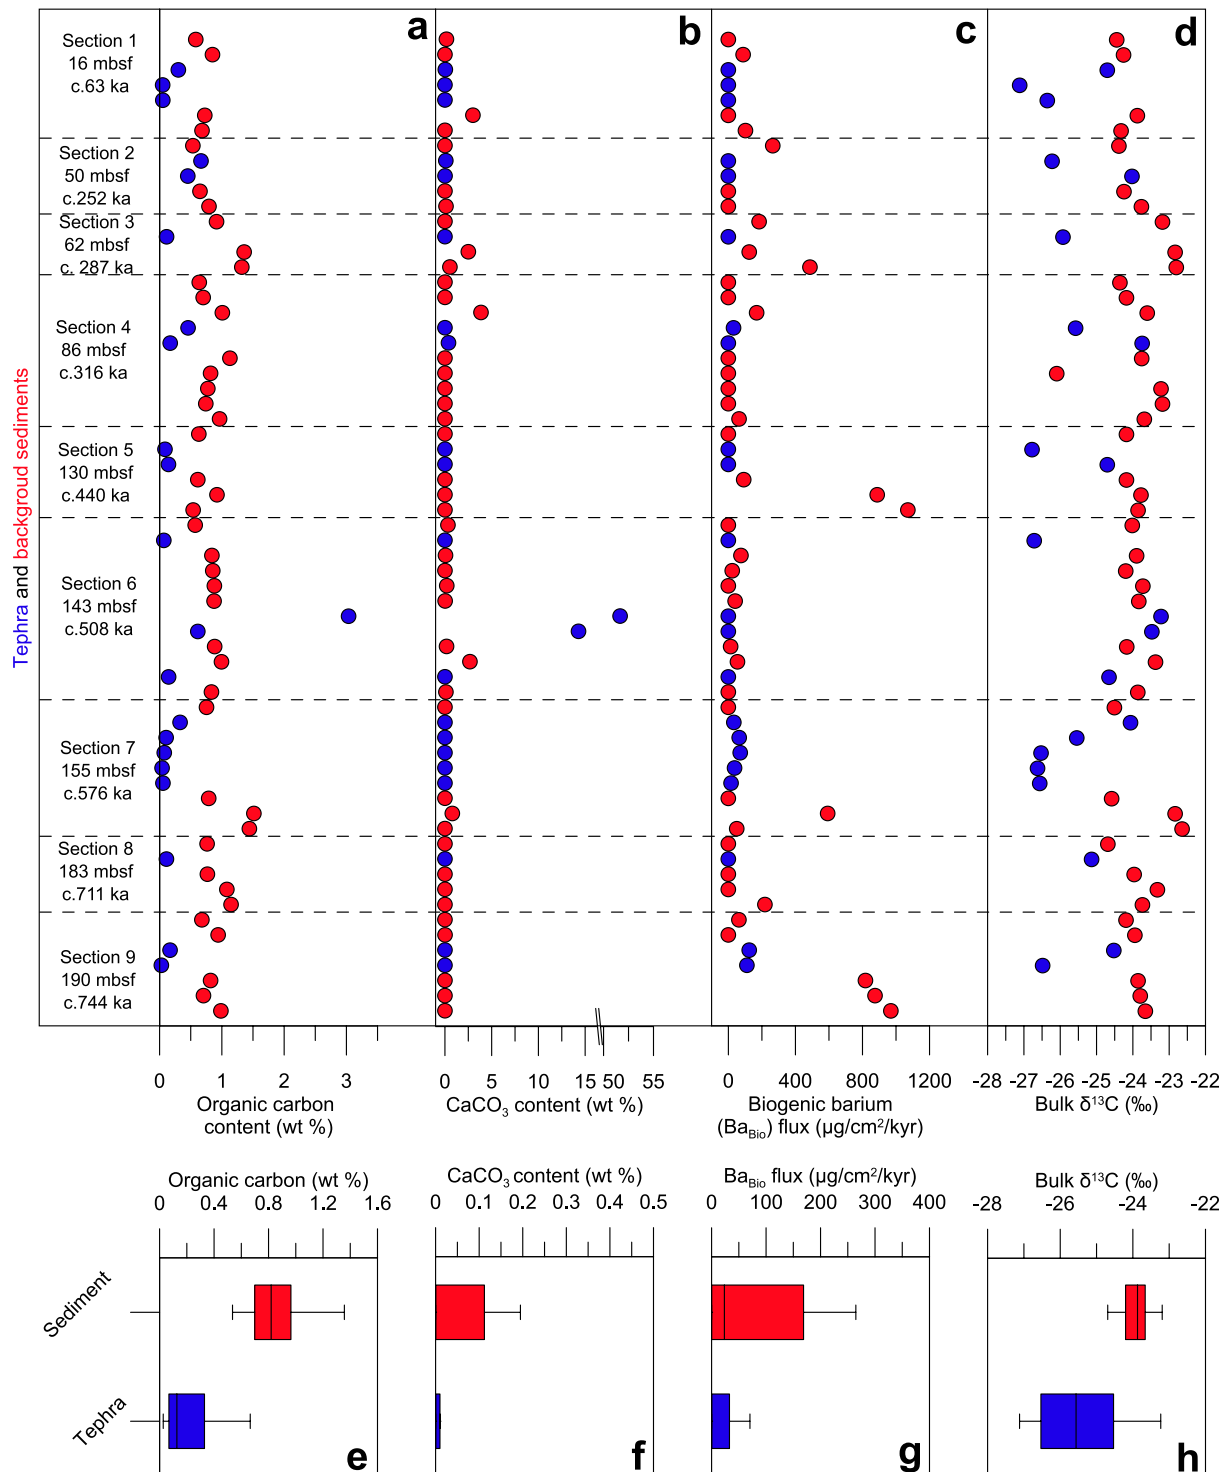 a
b
c
d
Section 1
16 mbsf
c.63 ka
Section 2
50 mbsf
c.252 ka
Section 3
62 mbsf
c. 287 ka
Section 4
86 mbsf
c.316 ka
Section 5
130 mbsf
c.440 ka
Section 6
143 mbsf
c.508 ka
Section 7
155 mbsf
c.576 ka
Section 8
183 mbsf
c.711 ka
Section 9
190 mbsf
c.744 ka
Tephra and backgroud sediments
0 1 2 3
Organic carbon
content (wt %)
0 5 10 15 50 55
CaCO₃ content (wt %)
0 400 800 1200
Biogenic barium
(Ba_Bio) flux (µg/cm²/kyr)
-28 -27 -26 -25 -24 -23 -22
Bulk δ¹³C (‰)
Organic carbon (wt %)
0 0.4 0.8 1.2 1.6
CaCO₃ content (wt %)
0 0.1 0.2 0.3 0.4 0.5
Ba_Bio flux (µg/cm²/kyr)
0 100 200 300 400
Bulk δ¹³C (‰)
-28 -26 -24 -22
Sediment
Tephra
e
f
g
h